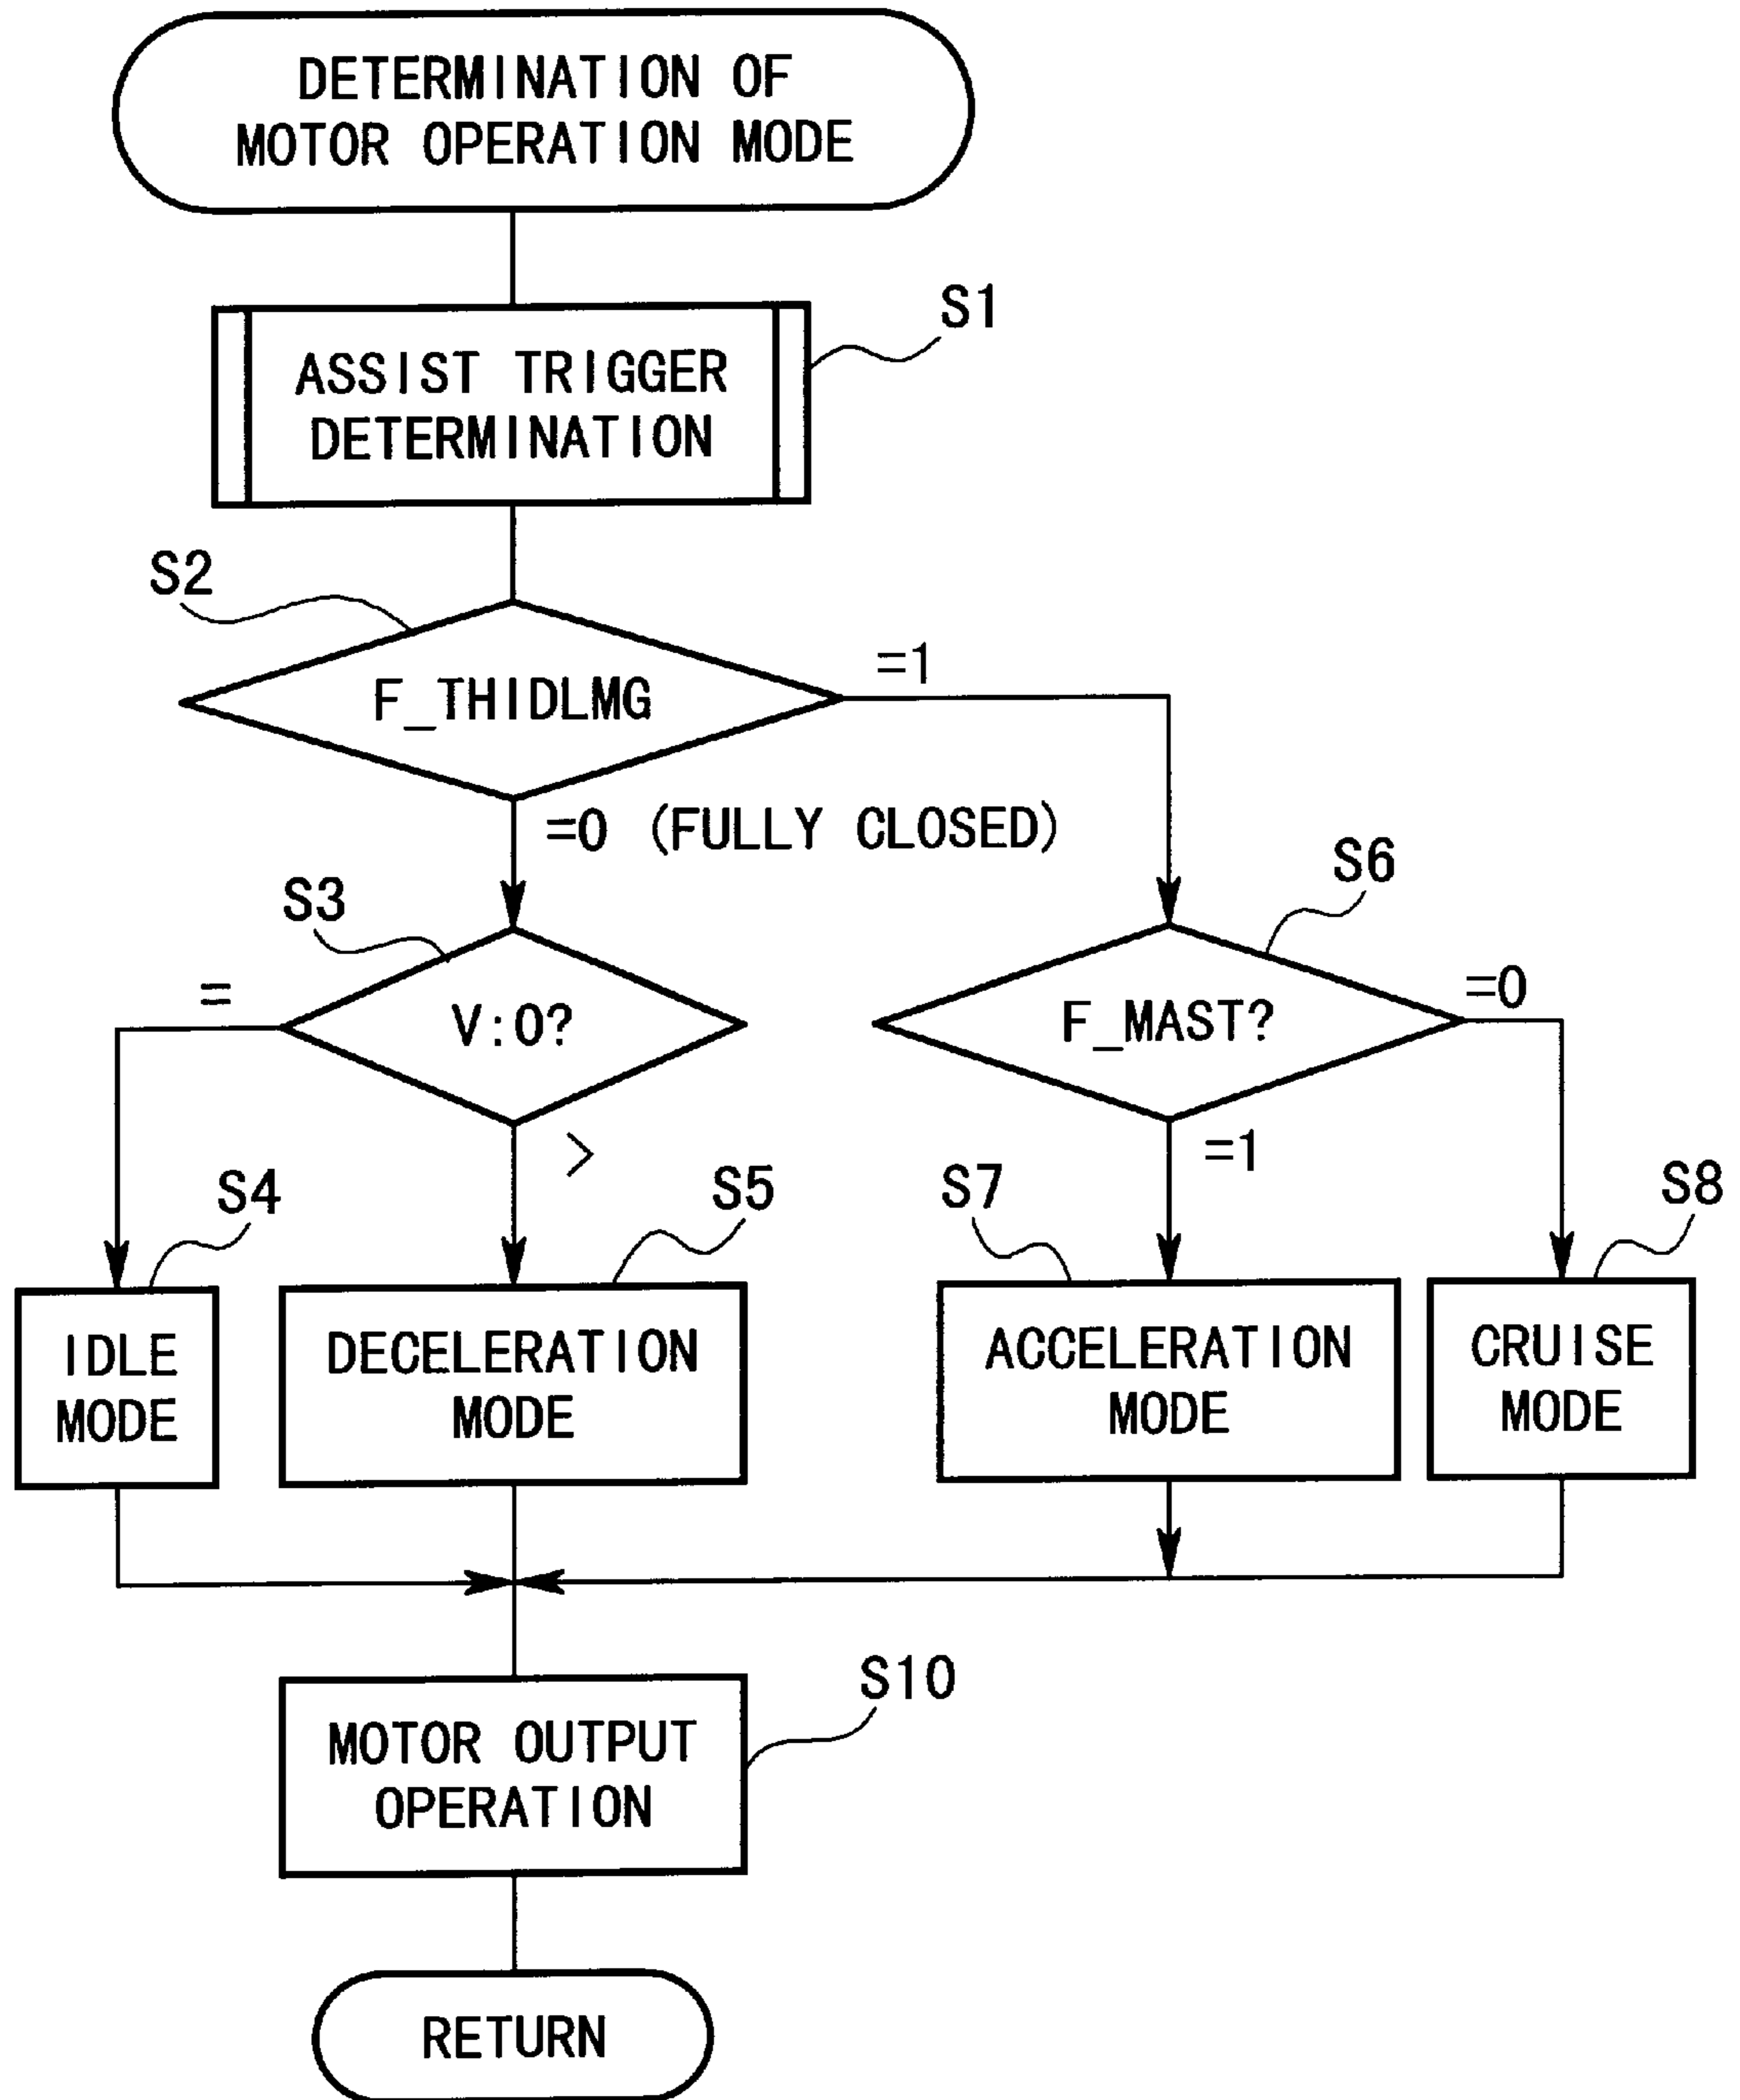 DETERMINATION OF
MOTOR OPERATION MODE
S1
ASSIST TRIGGER
DETERMINATION
S2
F_THIDLMG
=1
=0 (FULLY CLOSED)
S3
V:0?
=
>
S6
F_MAST?
=0
=1
S4
IDLE
MODE
S5
DECELERATION
MODE
S7
ACCELERATION
MODE
S8
CRUISE
MODE
S10
MOTOR OUTPUT
OPERATION
RETURN